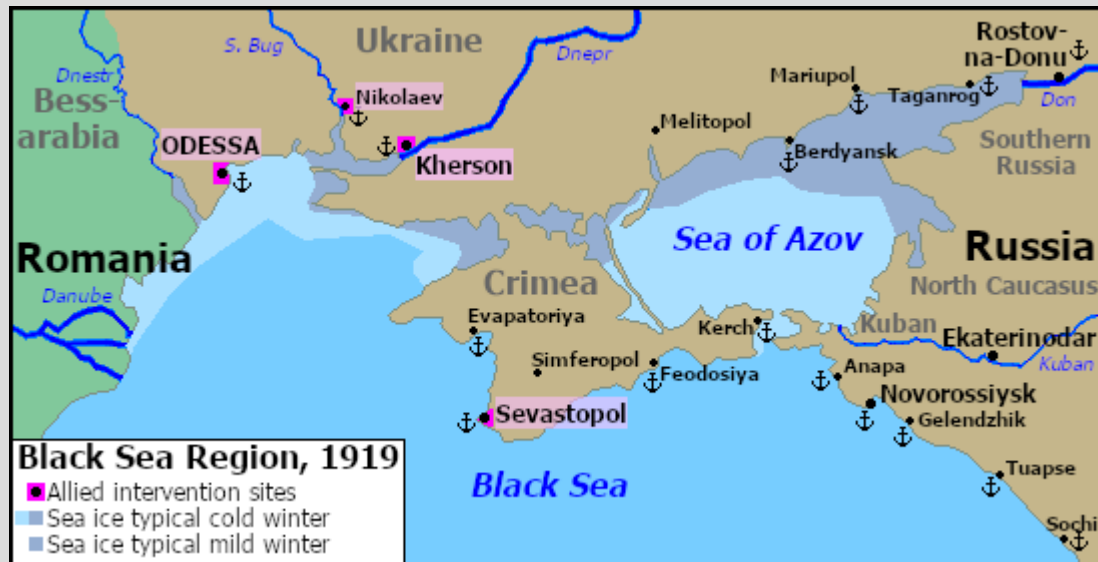 Ukraine
Rostov-
na-Donu
S. Bug
Dnepr
Dnestr
Mariupol
Taganrog
Don
Bess-
arabia
Nikolaev
Melitopol
ODESSA
Kherson
Berdyansk
Southern
Russia
Romania
Sea of Azov
Russia
Crimea
North Caucasus
Danube
Evapatoriya
Kerch
Kuban
Ekaterinodar
Simferopol
Feodosiya
Anapa
Kuban
Novorossiysk
Sevastopol
Gelendzhik
Black Sea
Tuapse
Sochi
Black Sea Region, 1919
Allied intervention sites
Sea ice typical cold winter
Sea ice typical mild winter